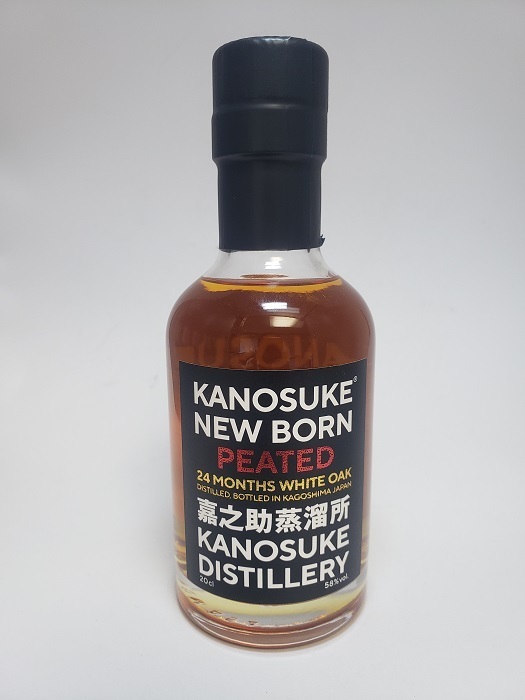 KANOSUKE®
NEW BORN
PEATED
24 MONTHS WHITE OAK
DISTILLED, BOTTLED IN KAGOSHIMA JAPAN
嘉之助蒸溜所
KANOSUKE
DISTILLERY
20cl 58%vol.